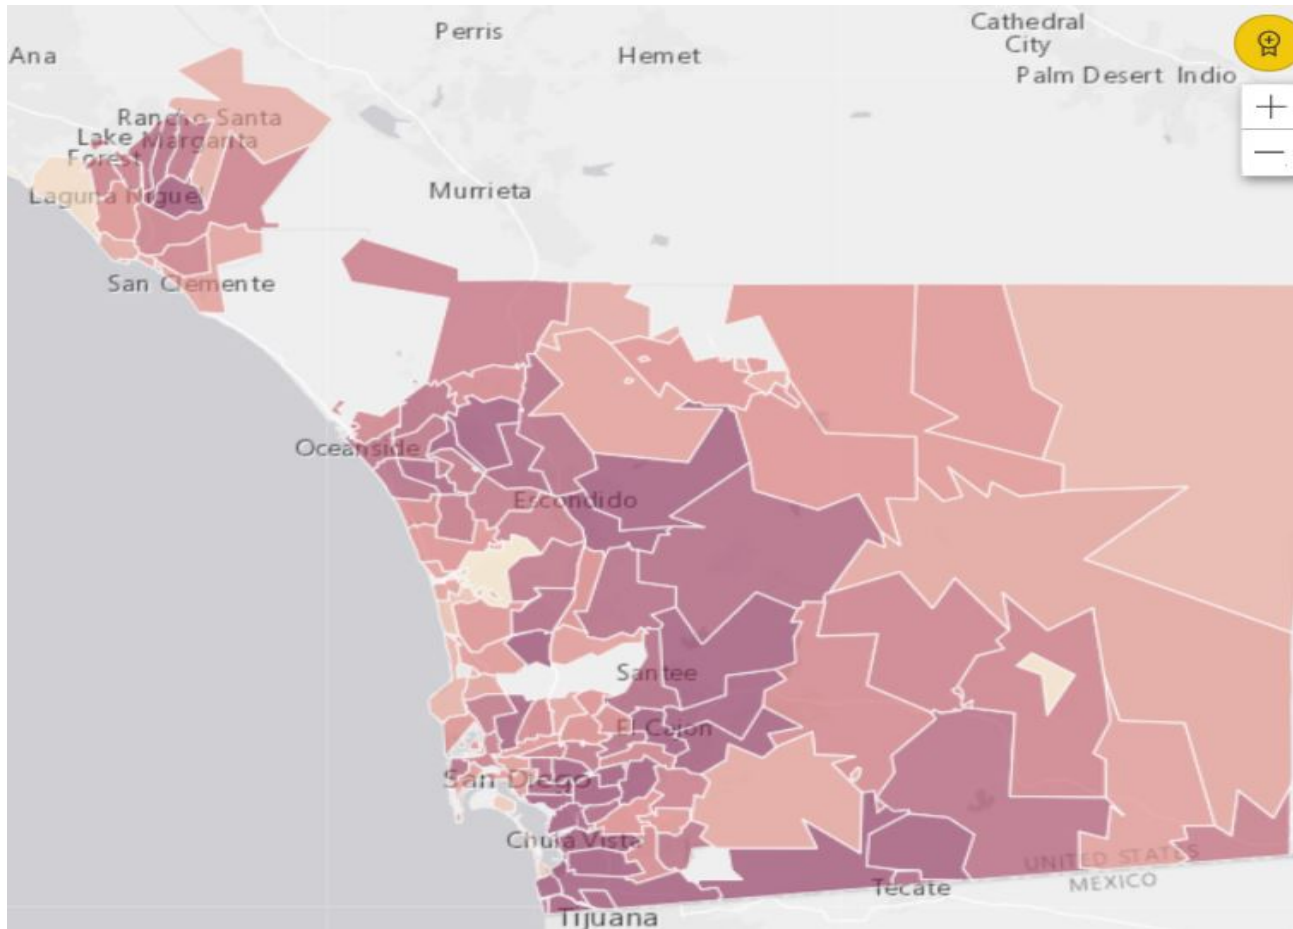 Cathedral
City
Perris
Ana
Hemet
Palm Desert Indio
Rancho Santa
Margarita
Lake
Forest
Laguna Niguel
Murrieta
San Clemente
Oceanside
Escondido
Santee
El Cajon
San Diego
Chula Vista
UNITED STATES
MEXICO
Tecate
Tijuana